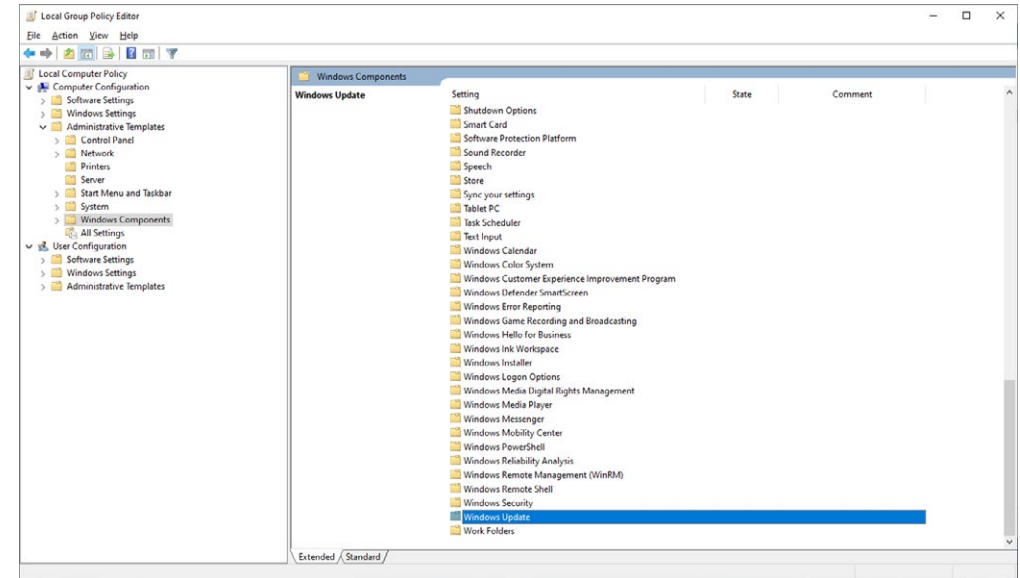 Local Group Policy Editor
File Action View Help
Local Computer Policy
Computer Configuration
Software Settings
Windows Settings
Administrative Templates
Control Panel
Network
Printers
Server
Start Menu and Taskbar
System
Windows Components
All Settings
User Configuration
Software Settings
Windows Settings
Administrative Templates
Windows Components
Windows Update
Setting State Comment
Shutdown Options
Smart Card
Software Protection Platform
Sound Recorder
Speech
Store
Sync your settings
Tablet PC
Task Scheduler
Text Input
Windows Calendar
Windows Color System
Windows Customer Experience Improvement Program
Windows Defender SmartScreen
Windows Error Reporting
Windows Game Recording and Broadcasting
Windows Hello for Business
Windows Ink Workspace
Windows Installer
Windows Logon Options
Windows Media Digital Rights Management
Windows Media Player
Windows Messenger
Windows Mobility Center
Windows PowerShell
Windows Reliability Analysis
Windows Remote Management (WinRM)
Windows Remote Shell
Windows Security
Windows Update
Work Folders
Extended Standard